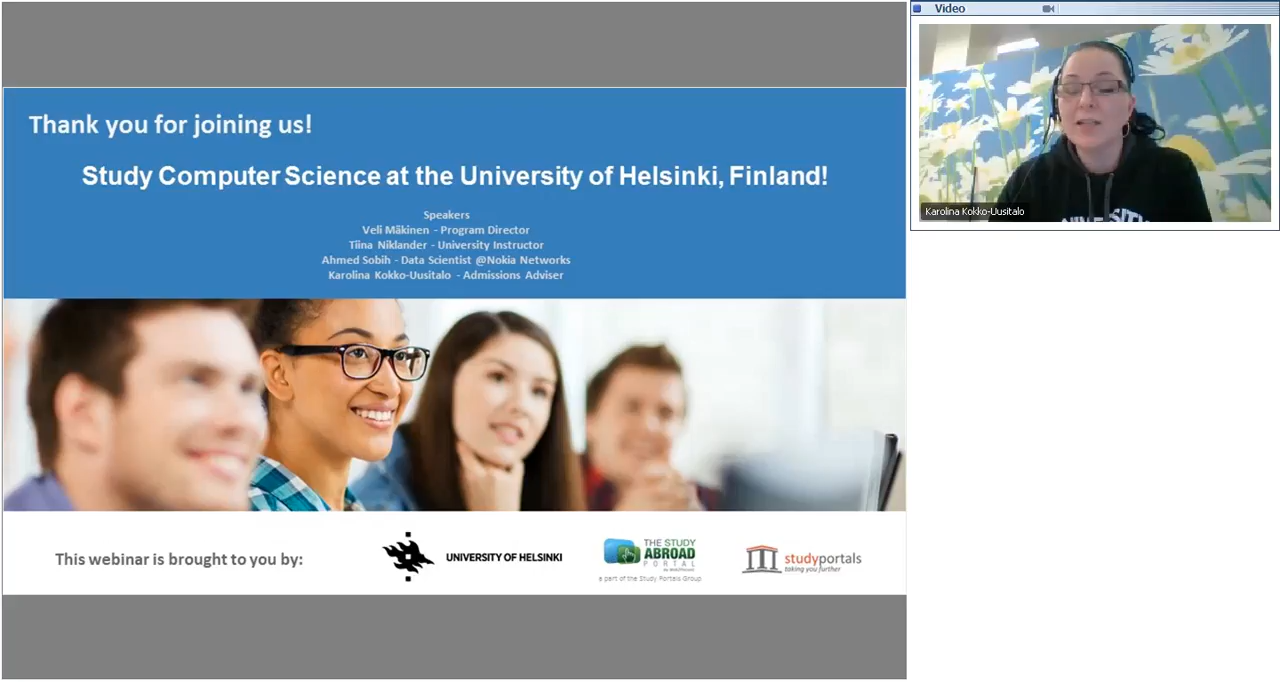 Video
Thank you for joining us!
Study Computer Science at the University of Helsinki, Finland!
Speakers
Veli Mäkinen - Program Director
Tiina Niklander - University Instructor
Ahmed Sobih - Data Scientist @Nokia Networks
Karolina Kokko-Uusitalo - Admissions Adviser
Karolina Kokko-Uusitalo
This webinar is brought to you by:
UNIVERSITY OF HELSINKI
THE STUDY
ABROAD
PORTAL
a part of the Study Portals Group
studyportals
taking you further